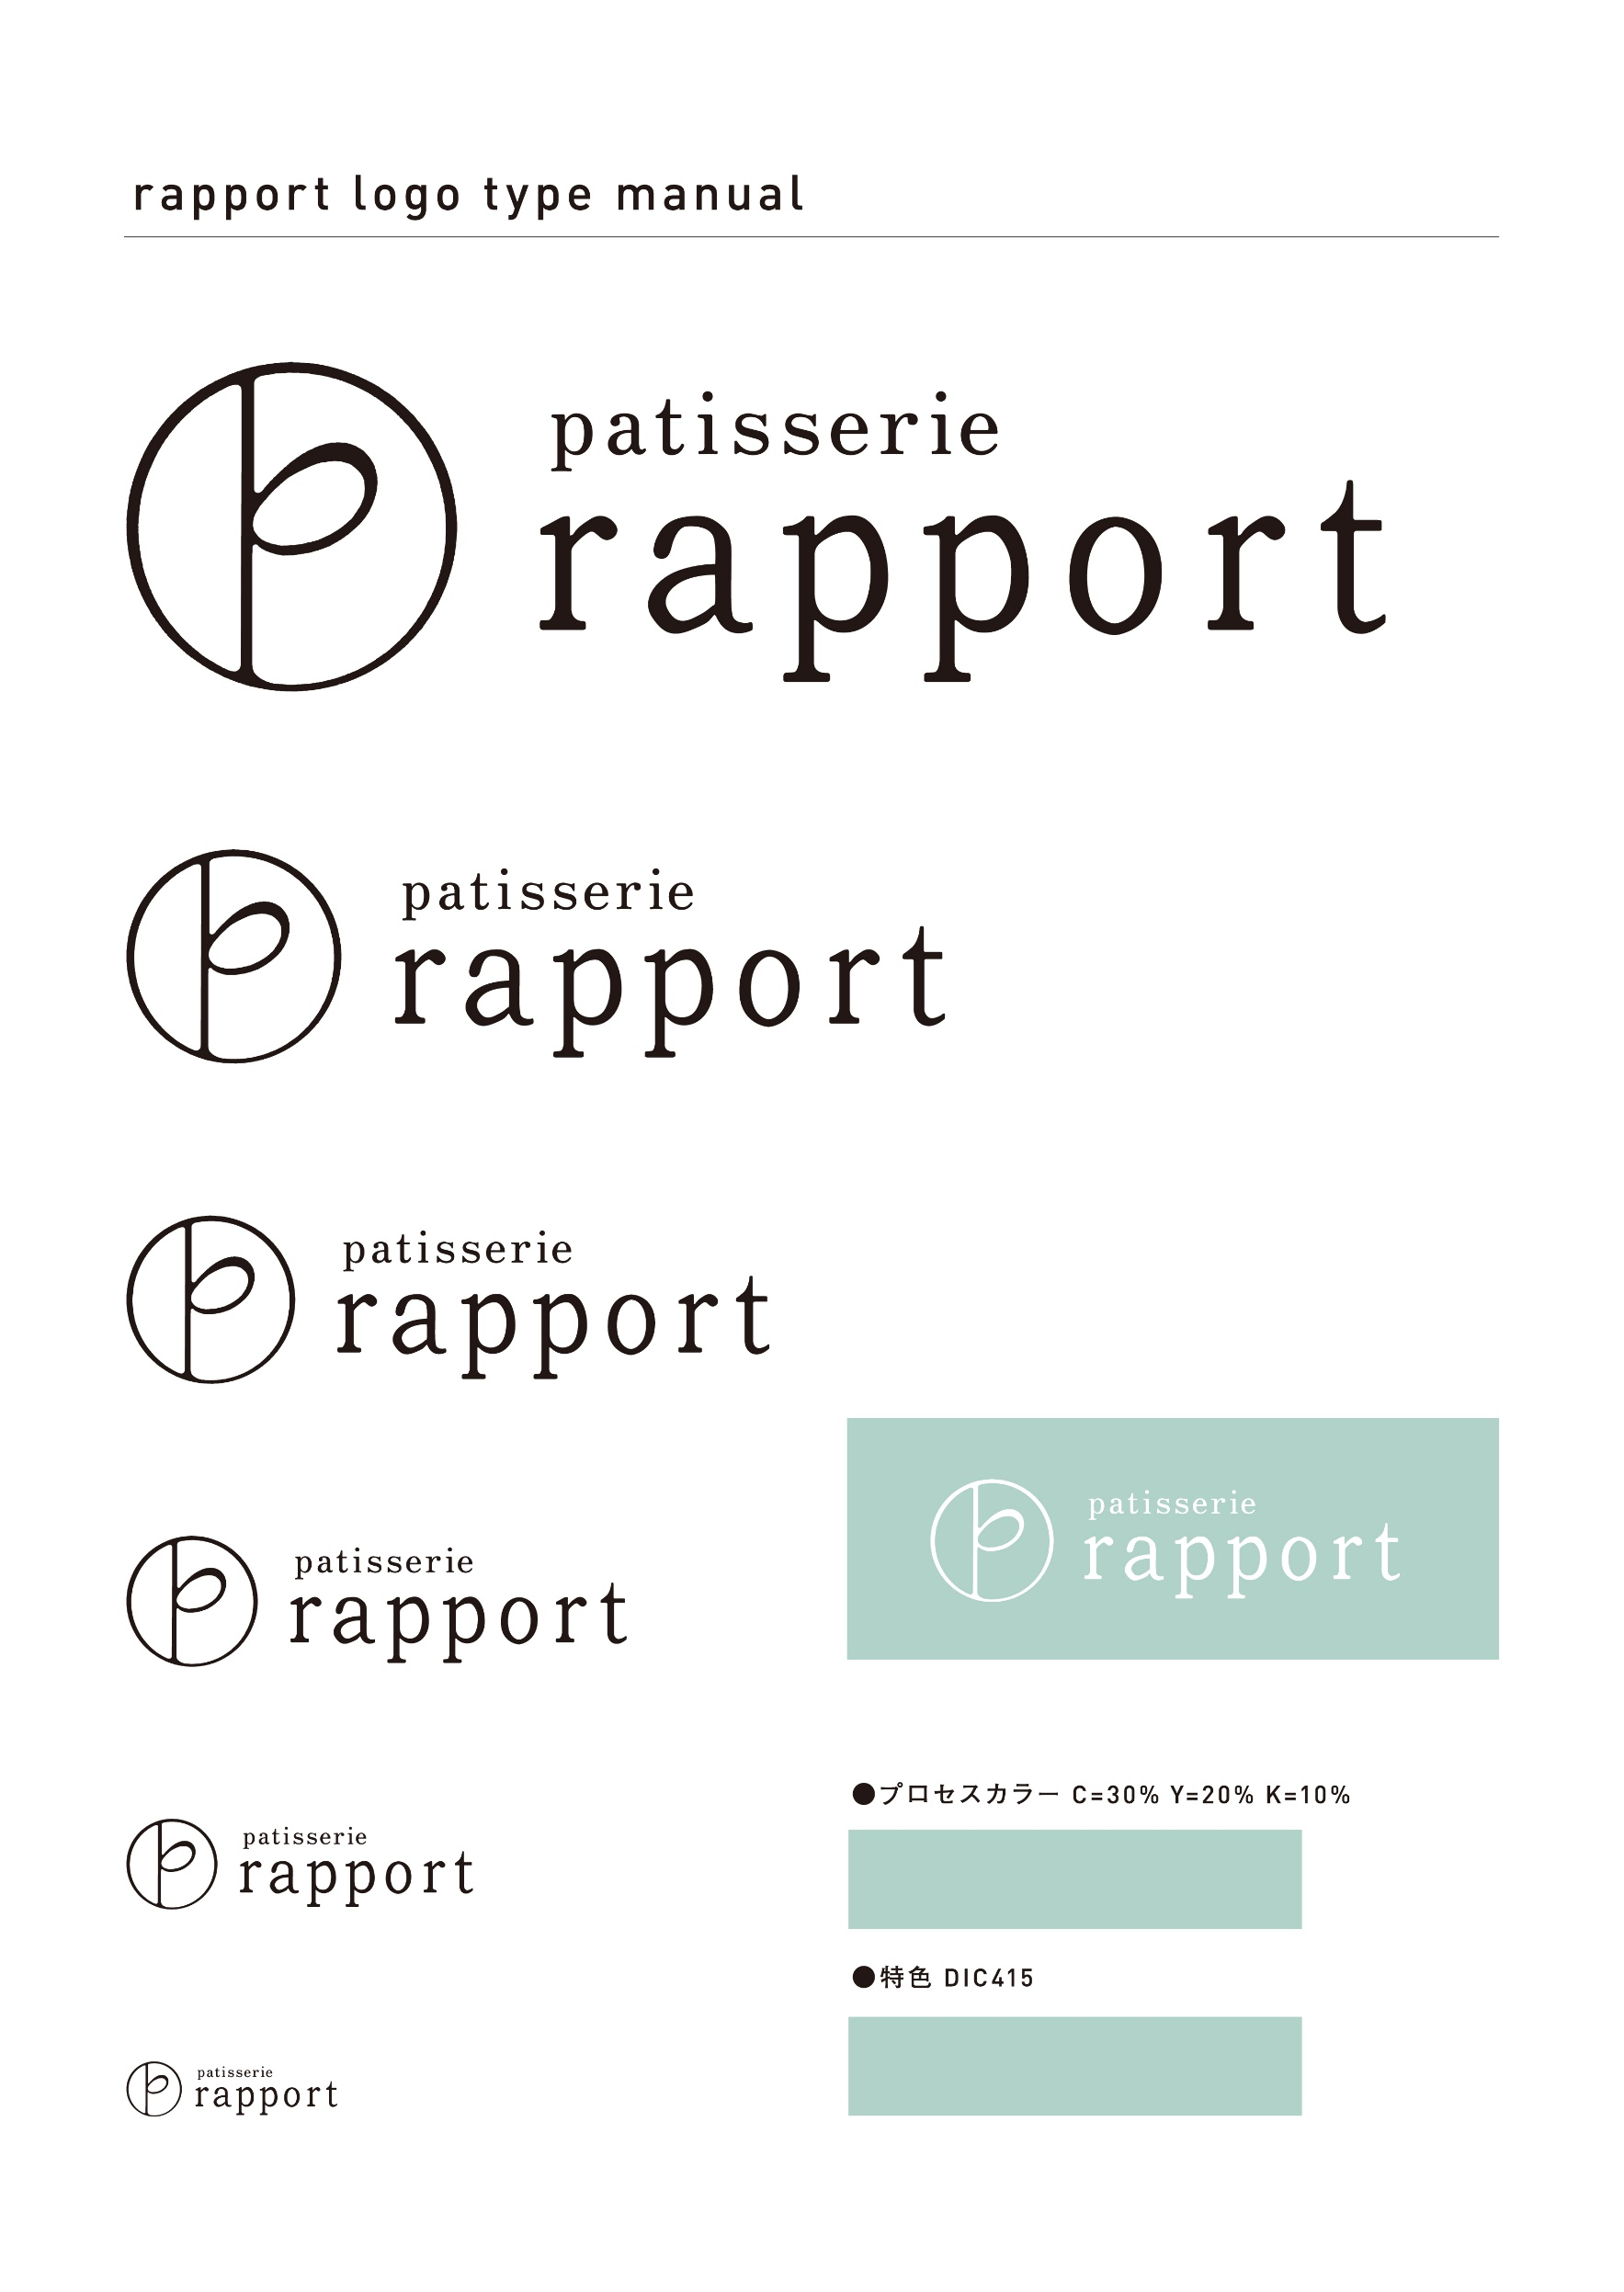 rapport logo type manual
patisserie
rapport
patisserie
rapport
patisserie
rapport
patisserie
rapport
patisserie
rapport
patisserie
rapport
patisserie
rapport
●プロセスカラー C=30% Y=20% K=10%
●特色 DIC415